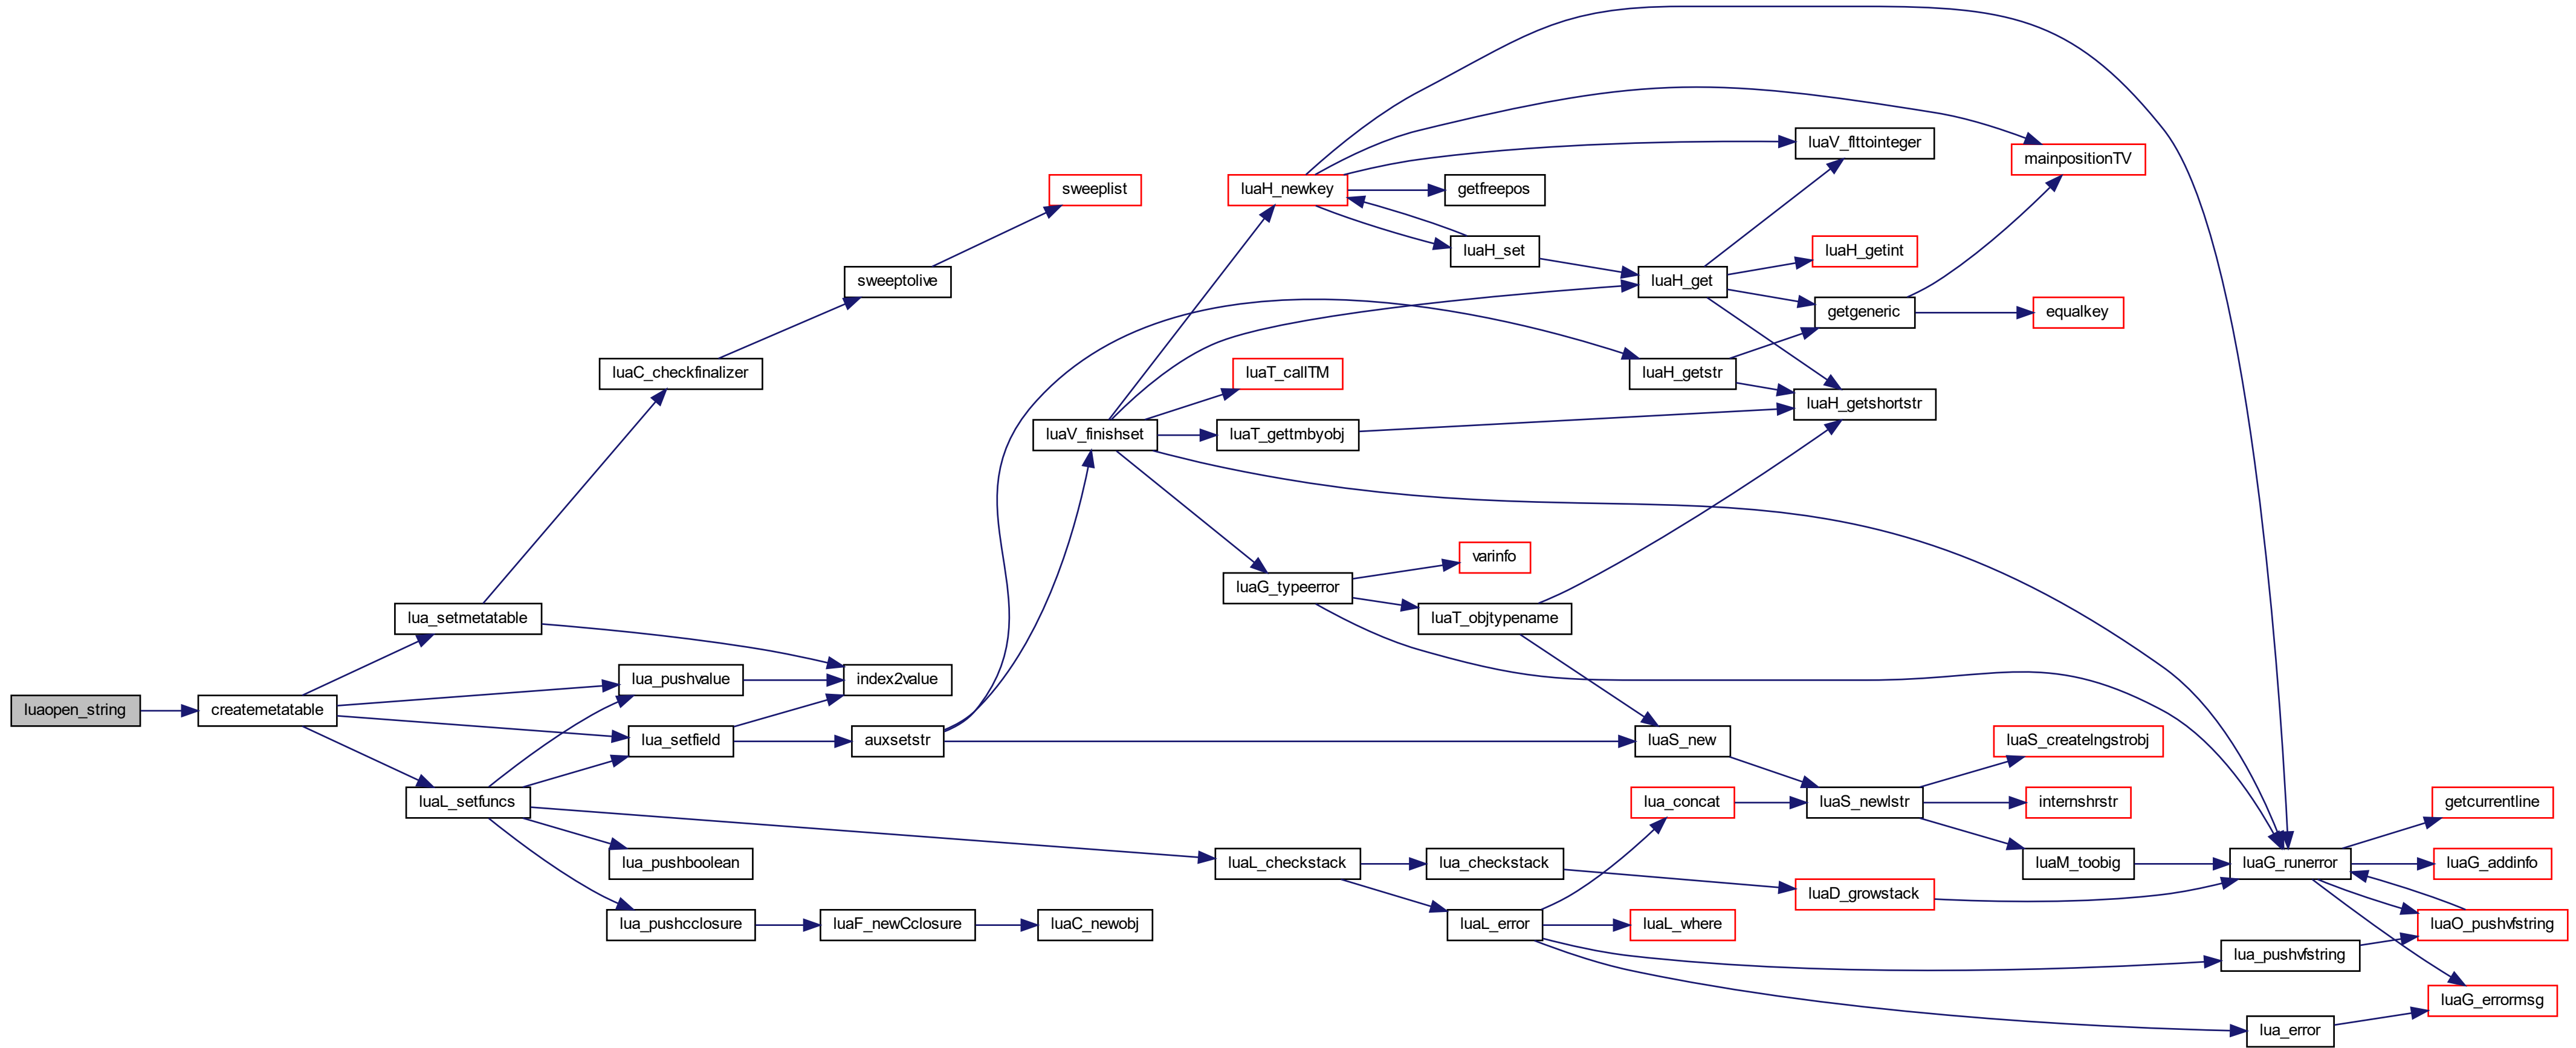 luaopen_string
createmetatable
lua_setmetatable
luaL_setfuncs
luaC_checkfinalizer
lua_pushvalue
lua_setfield
lua_pushboolean
lua_pushcclosure
sweeptolive
index2value
auxsetstr
luaF_newCclosure
sweeplist
luaV_finishset
luaC_newobj
luaH_newkey
luaT_callTM
luaT_gettmbyobj
luaG_typeerror
luaL_checkstack
getfreepos
luaH_set
varinfo
luaT_objtypename
lua_checkstack
luaL_error
luaH_get
luaH_getstr
luaS_new
lua_concat
luaL_where
luaV_flttointeger
luaH_getint
getgeneric
luaH_getshortstr
luaS_newlstr
luaD_growstack
mainpositionTV
equalkey
luaS_createlngstrobj
internshrstr
luaM_toobig
luaG_runerror
lua_pushvfstring
lua_error
getcurrentline
luaG_addinfo
luaO_pushvfstring
luaG_errormsg